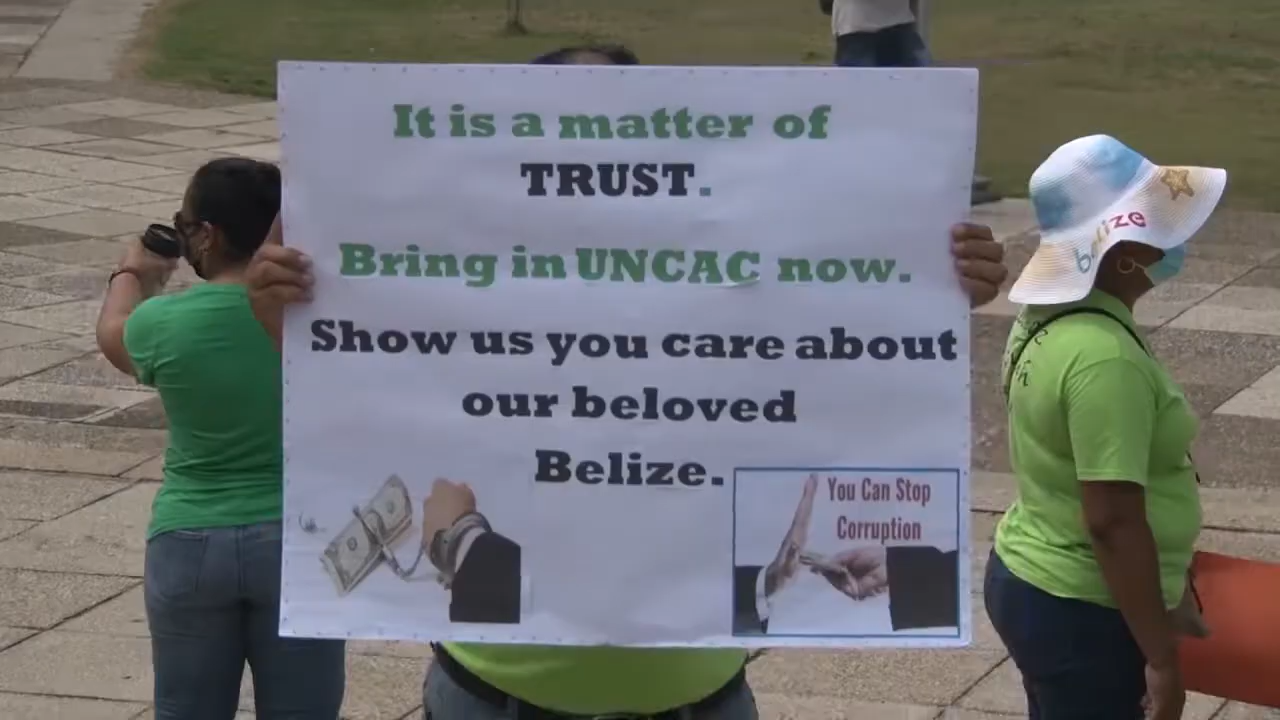 It is a matter of
TRUST.
Bring in UNCAC now.
Show us you care about
our beloved
Belize.
You Can Stop
Corruption
belize